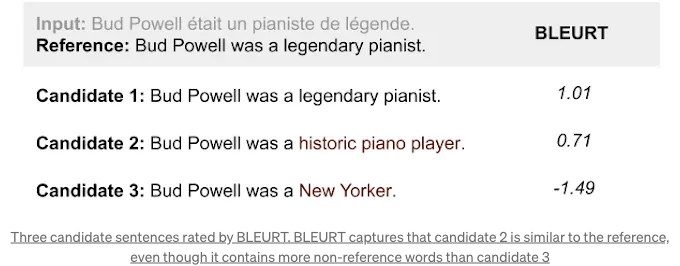 Input: Bud Powell était un pianiste de légende.
Reference: Bud Powell was a legendary pianist.
BLEURT
Candidate 1: Bud Powell was a legendary pianist.
1.01
Candidate 2: Bud Powell was a historic piano player.
0.71
Candidate 3: Bud Powell was a New Yorker.
-1.49
Three candidate sentences rated by BLEURT. BLEURT captures that candidate 2 is similar to the reference,
even though it contains more non-reference words than candidate 3